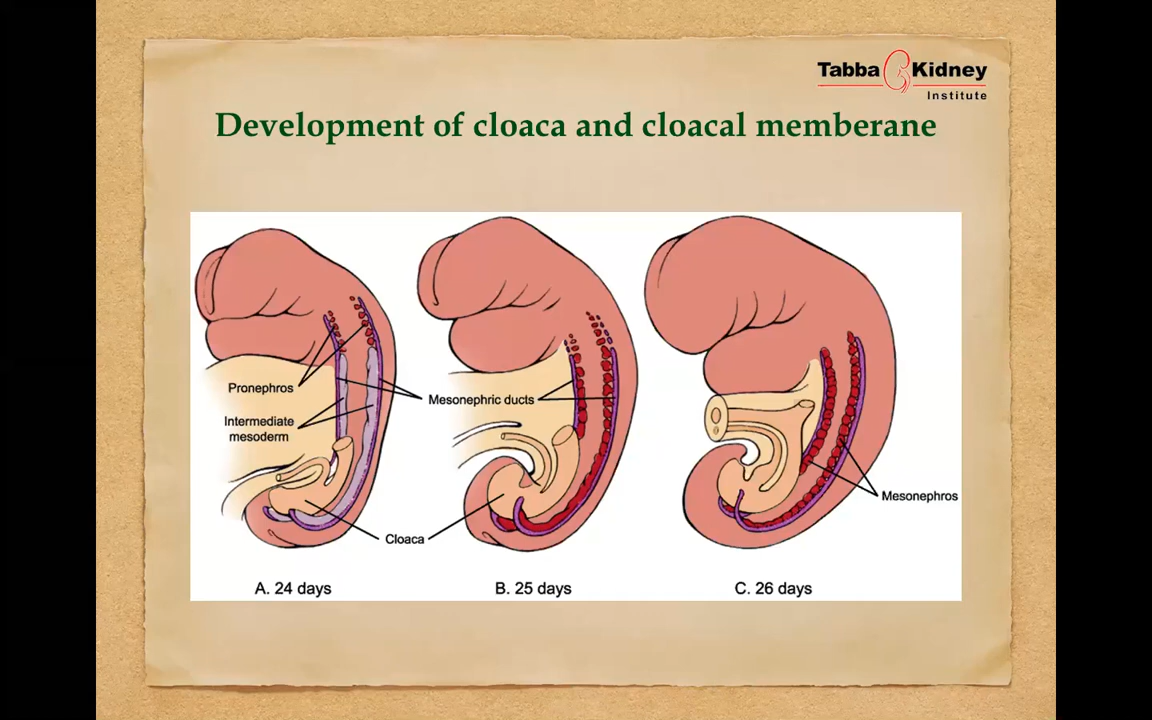 Tabba Kidney
Institute
Development of cloaca and cloacal memberane
Pronephros
Intermediate
mesoderm
Mesonephric ducts
Cloaca
Mesonephros
A. 24 days
B. 25 days
C. 26 days